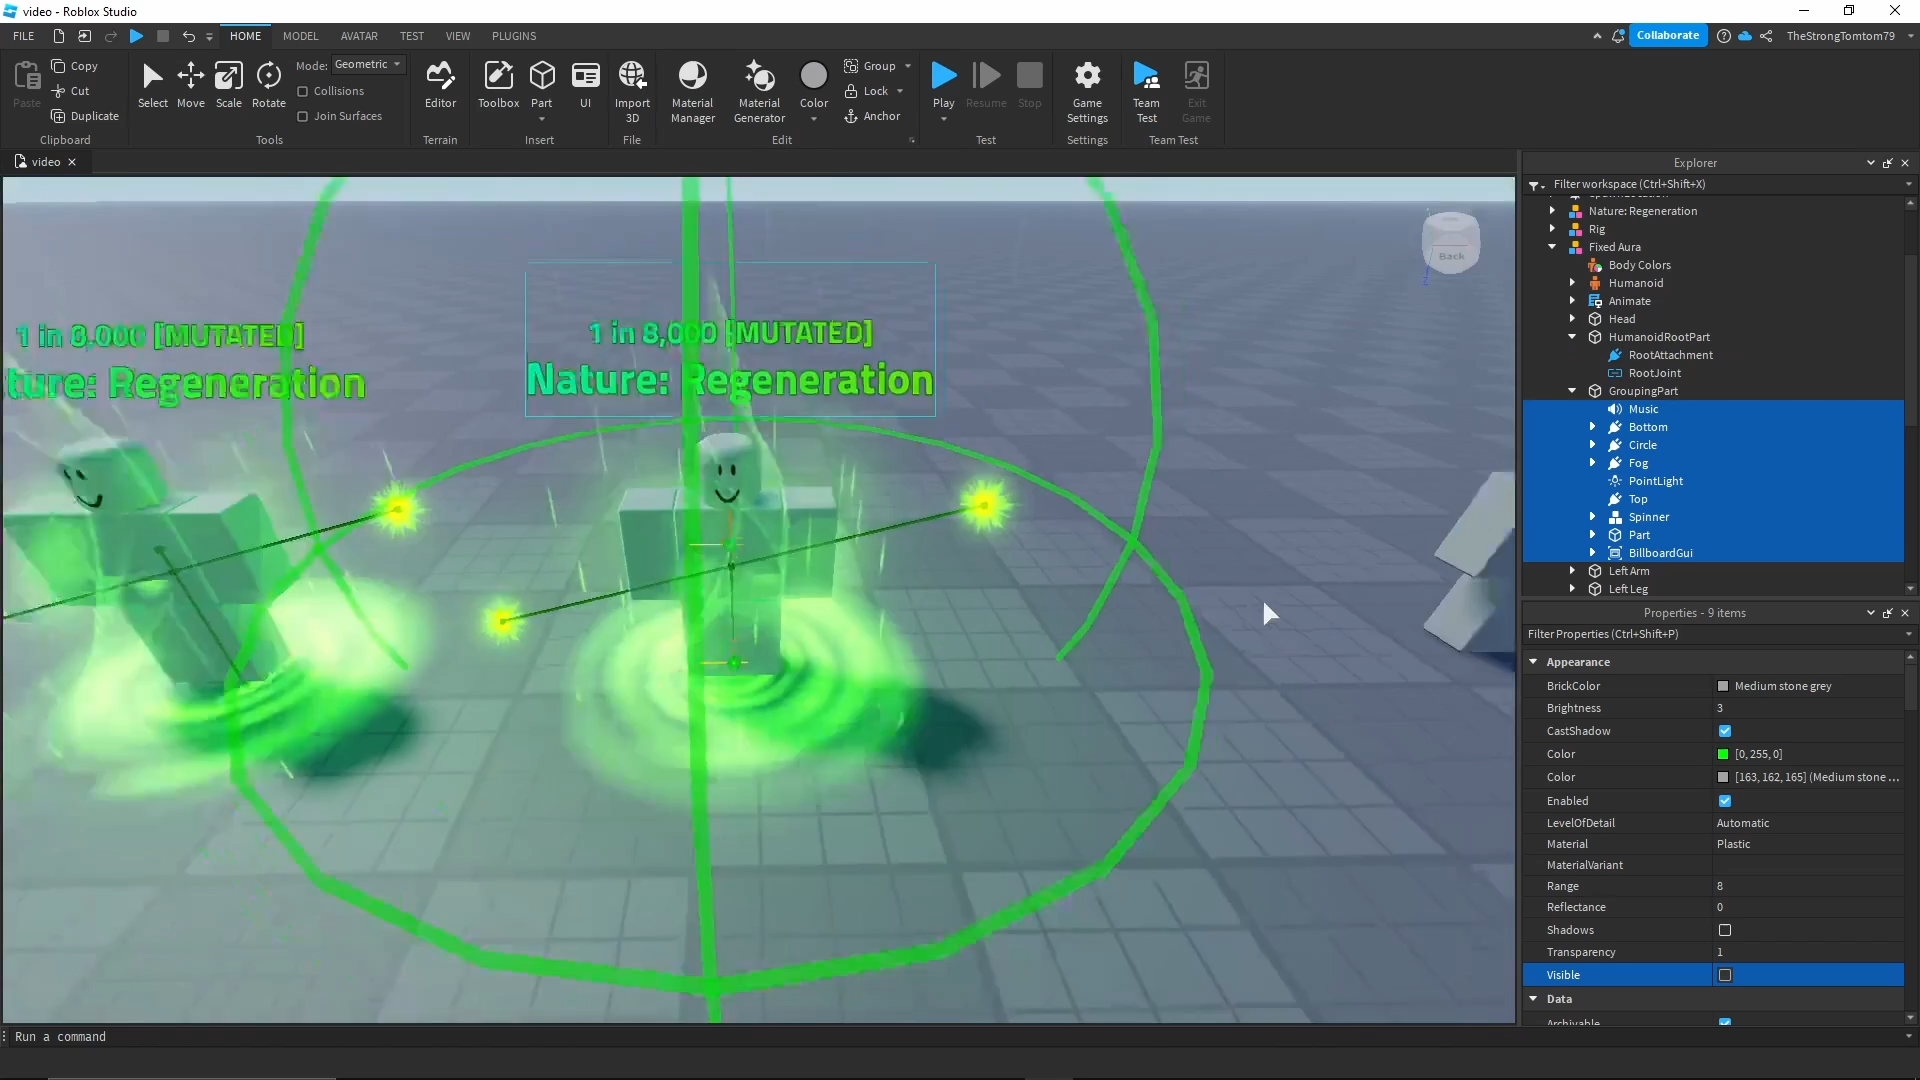 video - Roblox Studio
FILE
HOME
MODEL
AVATAR
TEST
VIEW
PLUGINS
Collaborate
TheStrongTomtom79
Paste
Copy
Cut
Duplicate
Clipboard
Select
Move
Scale
Rotate
Mode: Geometric
Collisions
Join Surfaces
Tools
Editor
Terrain
Toolbox
Part
UI
Insert
Import
3D
File
Material
Manager
Material
Generator
Color
Group
Lock
Anchor
Edit
Play
Resume
Stop
Test
Game
Settings
Settings
Team
Test
Exit
Game
Team Test
video
1 in 8,000 [MUTATED]
ture: Regeneration
1 in 8,000 [MUTATED]
Nature: Regeneration
Back
Explorer
Filter workspace (Ctrl+Shift+X)
Nature: Regeneration
Rig
Fixed Aura
Body Colors
Humanoid
Animate
Head
HumanoidRootPart
RootAttachment
RootJoint
GroupingPart
Music
Bottom
Circle
Fog
PointLight
Top
Spinner
Part
BillboardGui
Left Arm
Left Leg
Properties - 9 items
Filter Properties (Ctrl+Shift+P)
Appearance
BrickColor Medium stone grey
Brightness 3
CastShadow
Color [0, 255, 0]
Color [163, 162, 165] (Medium stone ...
Enabled
LevelOfDetail Automatic
Material Plastic
MaterialVariant
Range 8
Reflectance 0
Shadows
Transparency 1
Visible
Data
Archivable
Run a command